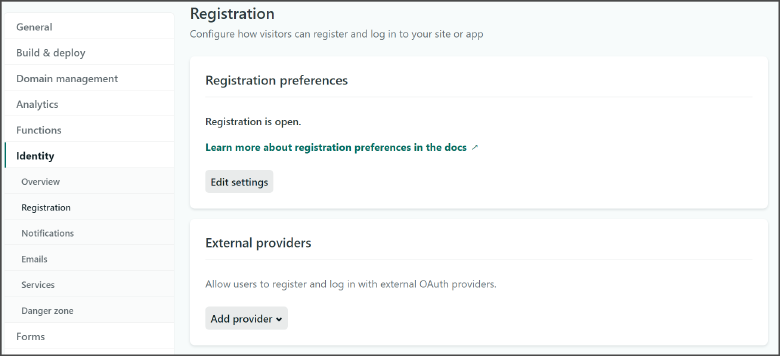 General
Build & deploy
Domain management
Analytics
Functions
Identity
Overview
Registration
Notifications
Emails
Services
Danger zone
Forms
Registration
Configure how visitors can register and log in to your site or app
Registration preferences
Registration is open.
Learn more about registration preferences in the docs ↗
Edit settings
External providers
Allow users to register and log in with external OAuth providers.
Add provider